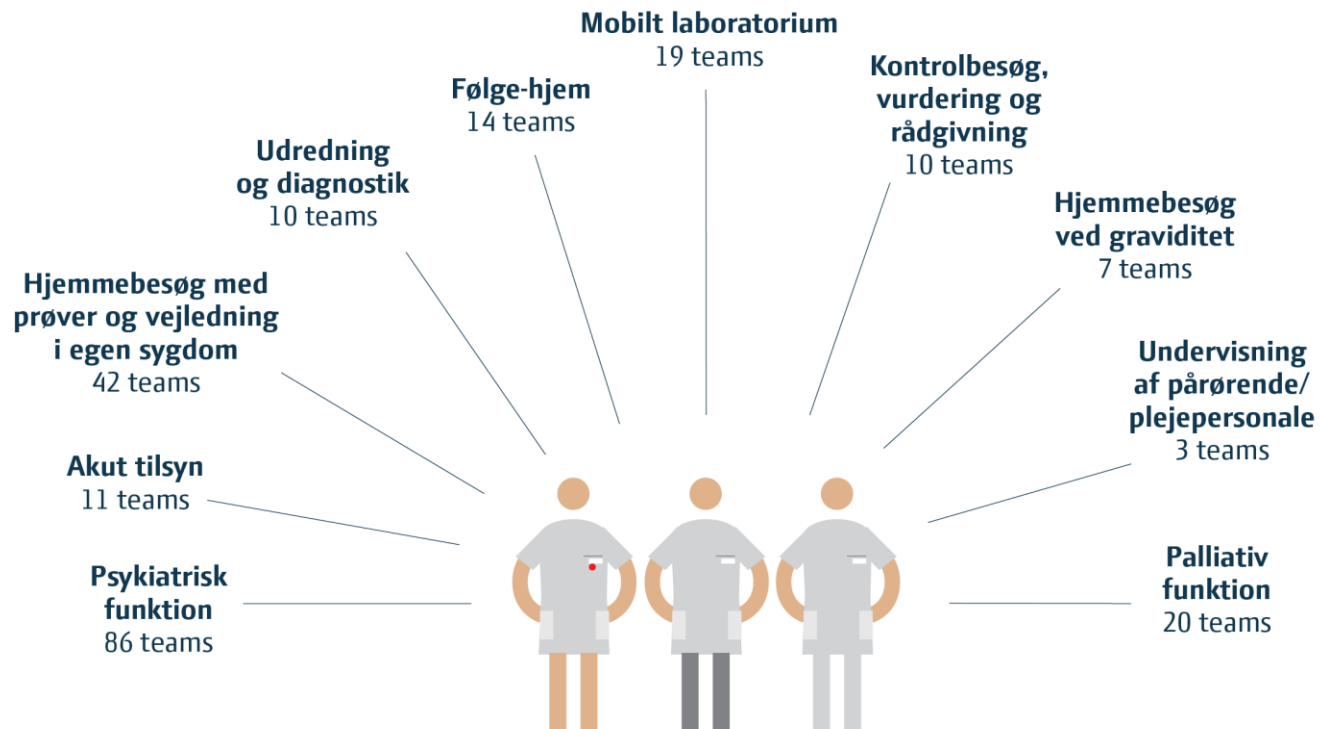 Mobilt laboratorium
19 teams
Følge-hjem
14 teams
Kontrolbesøg,
vurdering og
rådgivning
10 teams
Udredning
og diagnostik
10 teams
Hjemmebesøg
ved graviditet
7 teams
Hjemmebesøg med
prøver og vejledning
i egen sygdom
42 teams
Undervisning
af pårørende/
plejepersonale
3 teams
Akut tilsyn
11 teams
Psykiatrisk
funktion
86 teams
Palliativ
funktion
20 teams